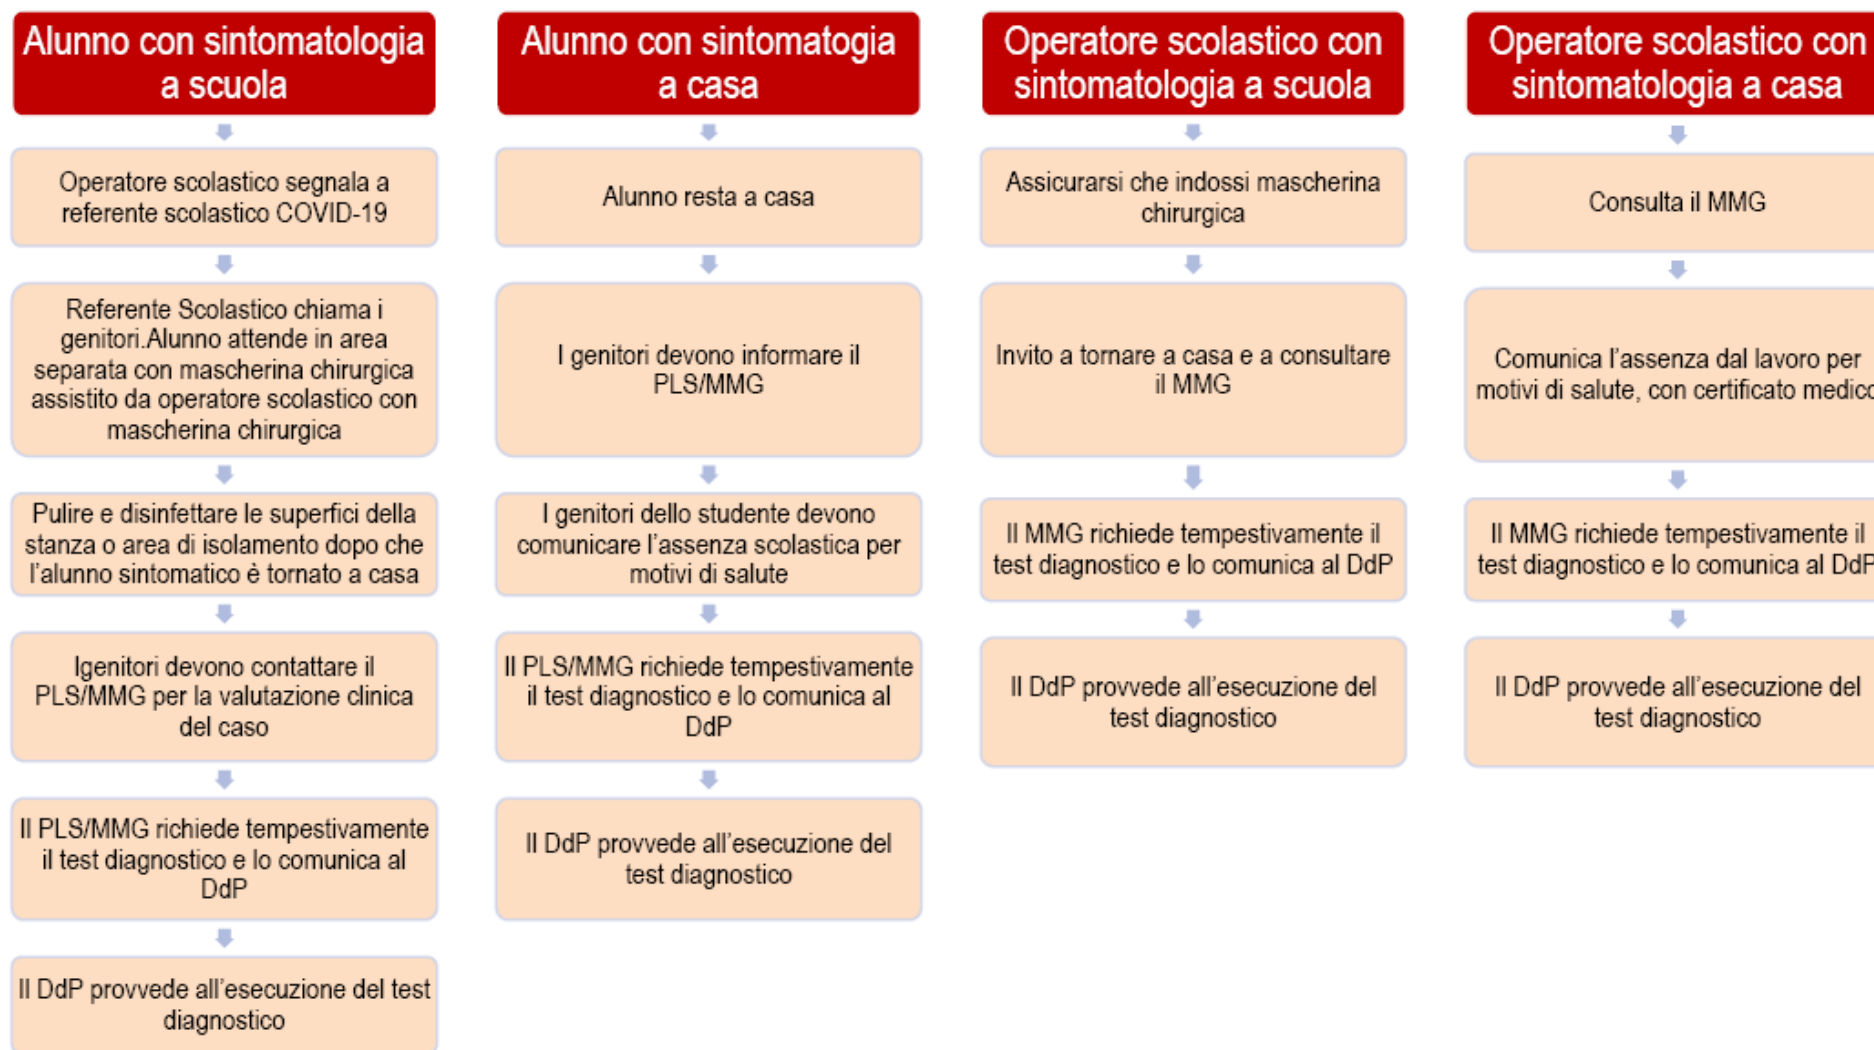 Alunno con sintomatologia
a scuola
Operatore scolastico segnala a
referente scolastico COVID-19
Referente Scolastico chiama i
genitori.Alunno attende in area
separata con mascherina chirurgica
assistito da operatore scolastico con
mascherina chirurgica
Pulire e disinfettare le superfici della
stanza o area di isolamento dopo che
l'alunno sintomatico è tornato a casa
Igenitori devono contattare il
PLS/MMG per la valutazione clinica
del caso
Il PLS/MMG richiede tempestivamente
il test diagnostico e lo comunica al
DdP
Il DdP provvede all'esecuzione del test
diagnostico
Alunno con sintomatogia
a casa
Alunno resta a casa
I genitori devono informare il
PLS/MMG
I genitori dello studente devono
comunicare l'assenza scolastica per
motivi di salute
Il PLS/MMG richiede tempestivamente
il test diagnostico e lo comunica al
DdP
Il DdP provvede all'esecuzione del
test diagnostico
Operatore scolastico con
sintomatologia a scuola
Assicurarsi che indossi mascherina
chirurgica
Invito a tornare a casa e a consultare
il MMG
Il MMG richiede tempestivamente il
test diagnostico e lo comunica al DdP
Il DdP provvede all'esecuzione del
test diagnostico
Operatore scolastico con
sintomatologia a casa
Consulta il MMG
Comunica l'assenza dal lavoro per
motivi di salute, con certificato medico
Il MMG richiede tempestivamente il
test diagnostico e lo comunica al DdP
Il DdP provvede all'esecuzione del
test diagnostico